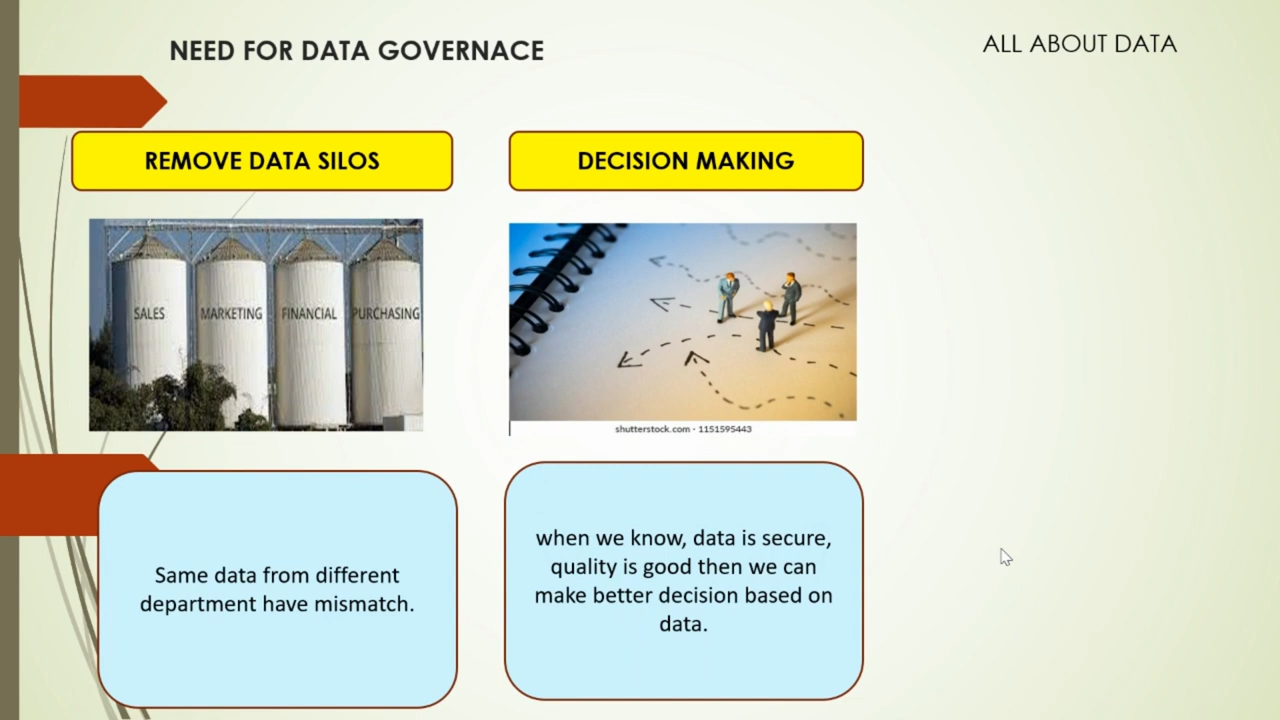 NEED FOR DATA GOVERNACE
ALL ABOUT DATA
REMOVE DATA SILOS
DECISION MAKING
SALES
MARKETING
FINANCIAL
PURCHASING
shutterstock.com · 1151595443
Same data from different
department have mismatch.
when we know, data is secure,
quality is good then we can
make better decision based on
data.